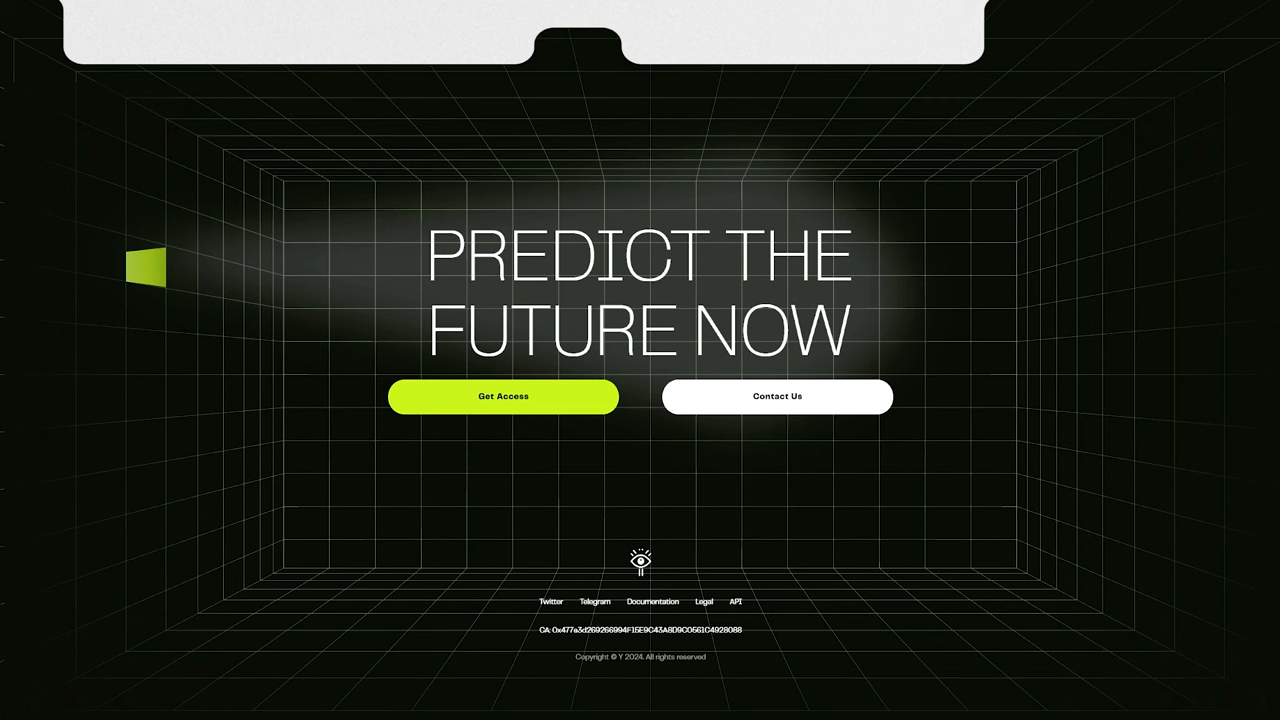 PREDICT THE
FUTURE NOW
Get Access
Contact Us
Twitter Telegram Documentation Legal API
CA: 0x477a3d269266994F15E9C43A8D9C0561C4928088
Copyright © Y 2024. All rights reserved